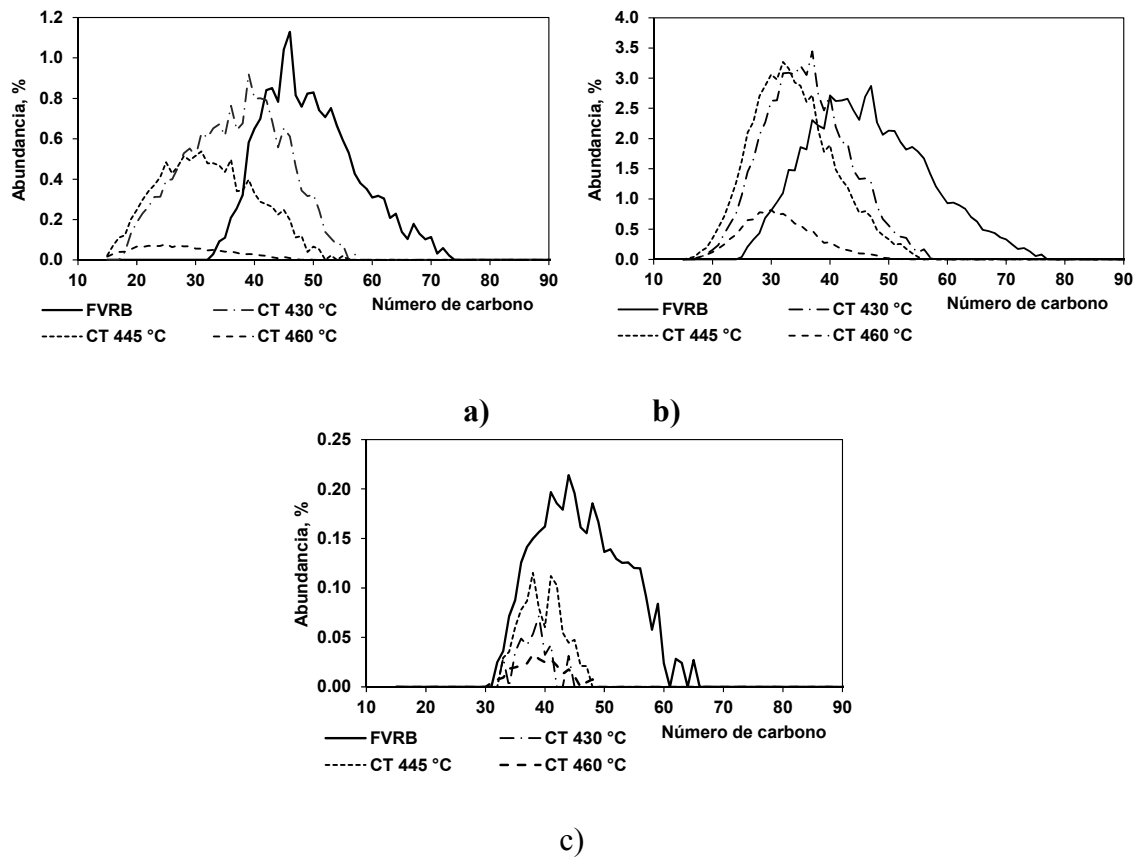 1.2
1.0
0.8
0.6
0.4
0.2
0.0
Abundancia, %
10 20 30 40 50 60 70 80 90
Número de carbono
FVRB CT 430 °C
CT 445 °C CT 460 °C
a)
4.0
3.5
3.0
2.5
2.0
1.5
1.0
0.5
0.0
Abundancia, %
10 20 30 40 50 60 70 80 90
Número de carbono
FVRB CT 430 °C
CT 445 °C CT 460 °C
b)
0.25
0.20
0.15
0.10
0.05
0.00
Abundancia, %
10 20 30 40 50 60 70 80 90
Número de carbono
FVRB CT 430 °C
CT 445 °C CT 460 °C
c)